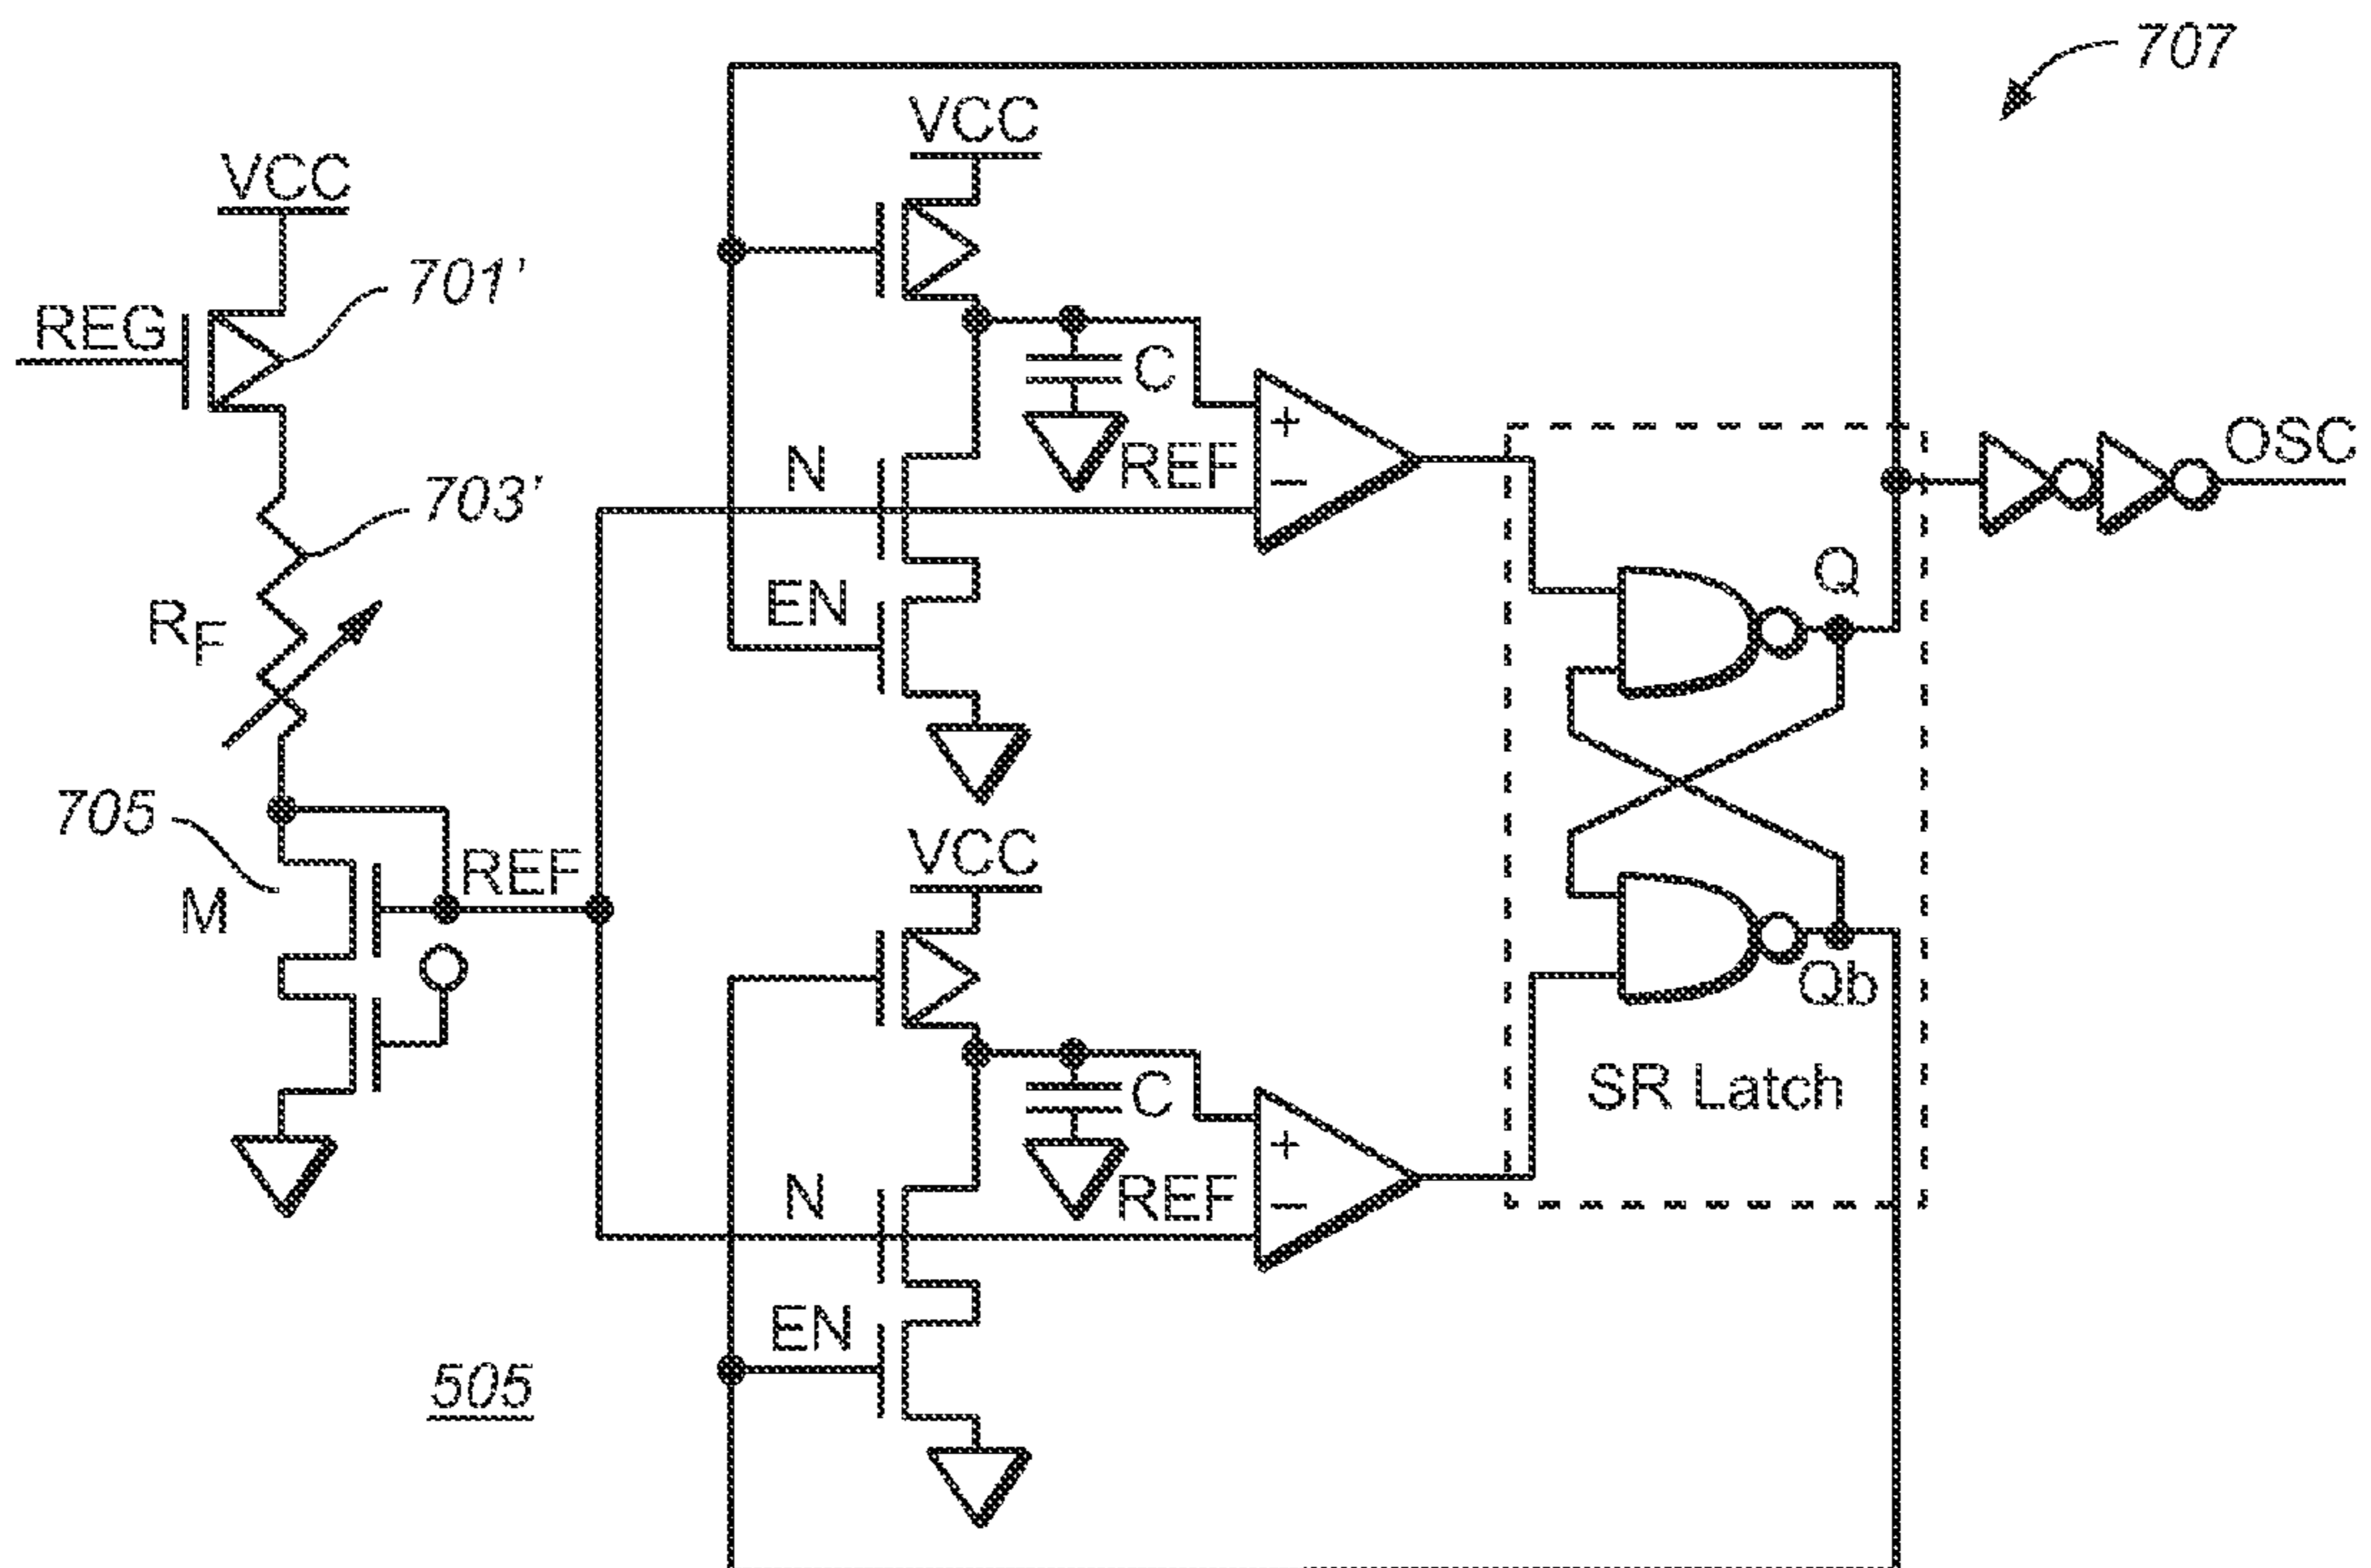 707
VCC
VCC
701'
REG
C
OSC
REF
+
−
N
703'
Q
EN
RF
705
VCC
REF
M
Qb
SR Latch
C
+
−
REF
N
EN
505